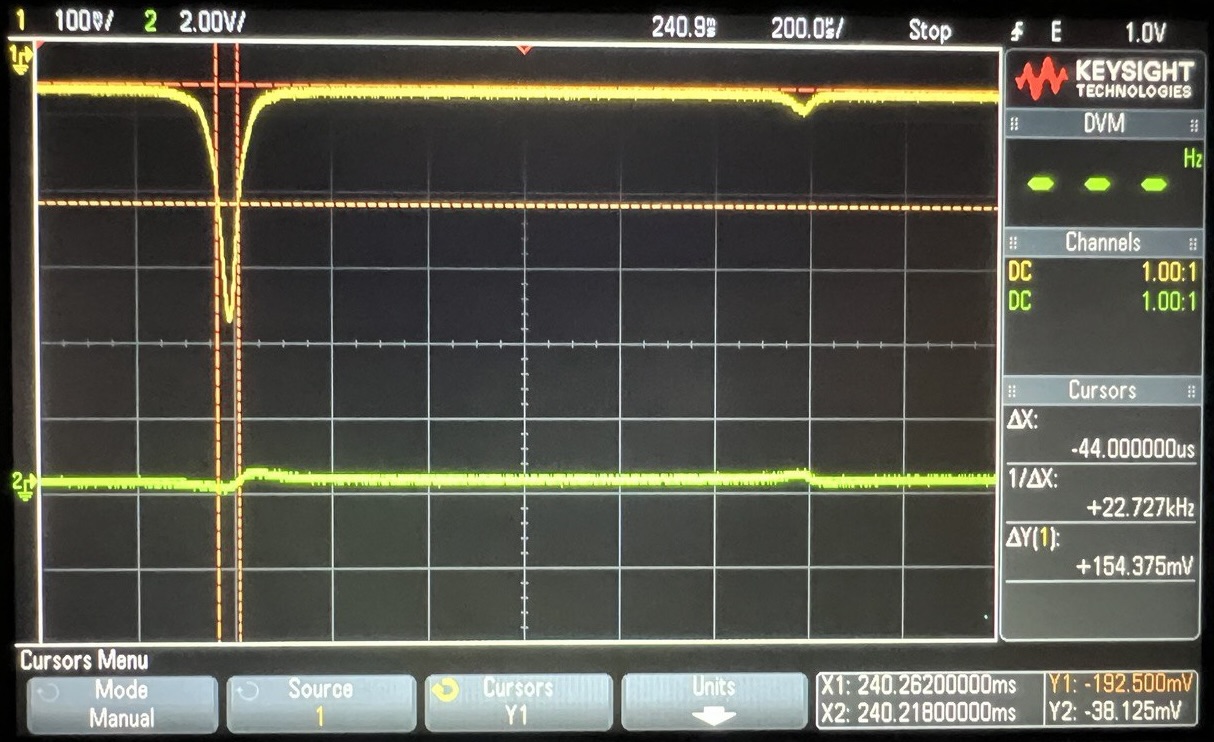 1 100▯/ 2 2.00V/ 240.9▯ 200.0▯/ Stop E 1.0V
1
KEYSIGHT
TECHNOLOGIES
DVM
Hz
Channels
DC 1.00:1
DC 1.00:1
Cursors
ΔX:
-44.000000us
1/ΔX:
+22.727kHz
ΔY(1):
+154.375mV
2
Cursors Menu
Mode
Manual
Source
1
Cursors
Y1
Units
X1: 240.26200000ms
X2: 240.21800000ms
Y1: -192.500mV
Y2: -38.125mV